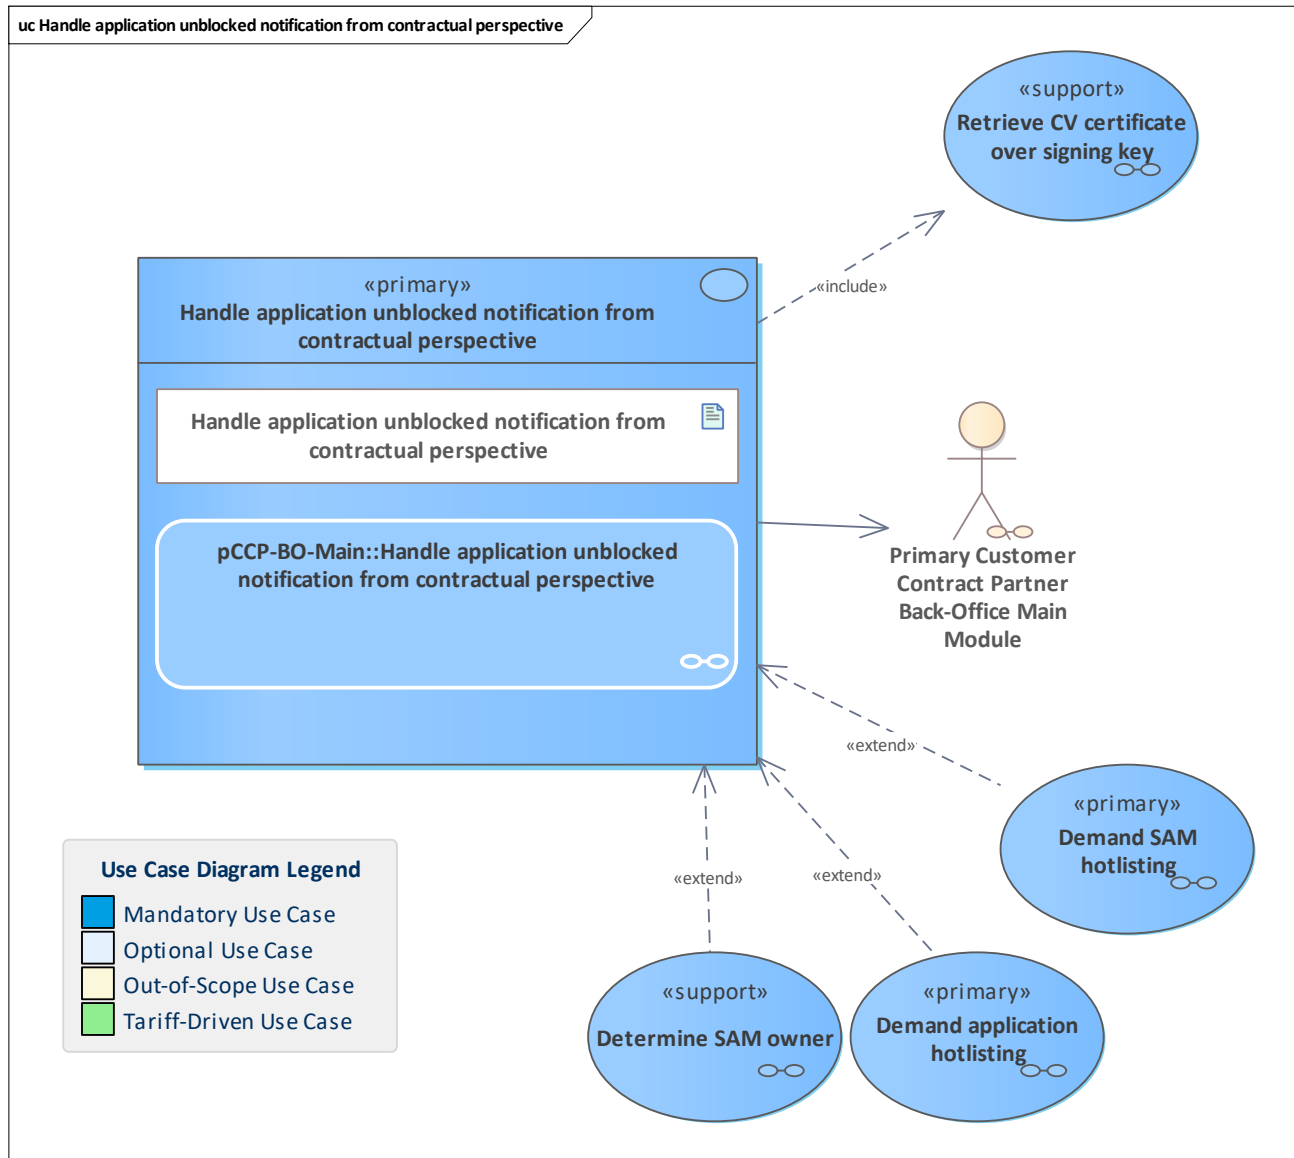 uc Handle application unblocked notification from contractual perspective
«support»
Retrieve CV certificate
over signing key
«include»
«primary»
Handle application unblocked notification from
contractual perspective
Handle application unblocked notification from
contractual perspective
pCCP-BO-Main::Handle application unblocked
notification from contractual perspective
Primary Customer
Contract Partner
Back-Office Main
Module
«extend»
«primary»
Demand SAM
hotlisting
«extend»
«extend»
«support»
Determine SAM owner
«primary»
Demand application
hotlisting
Use Case Diagram Legend
Mandatory Use Case
Optional Use Case
Out-of-Scope Use Case
Tariff-Driven Use Case